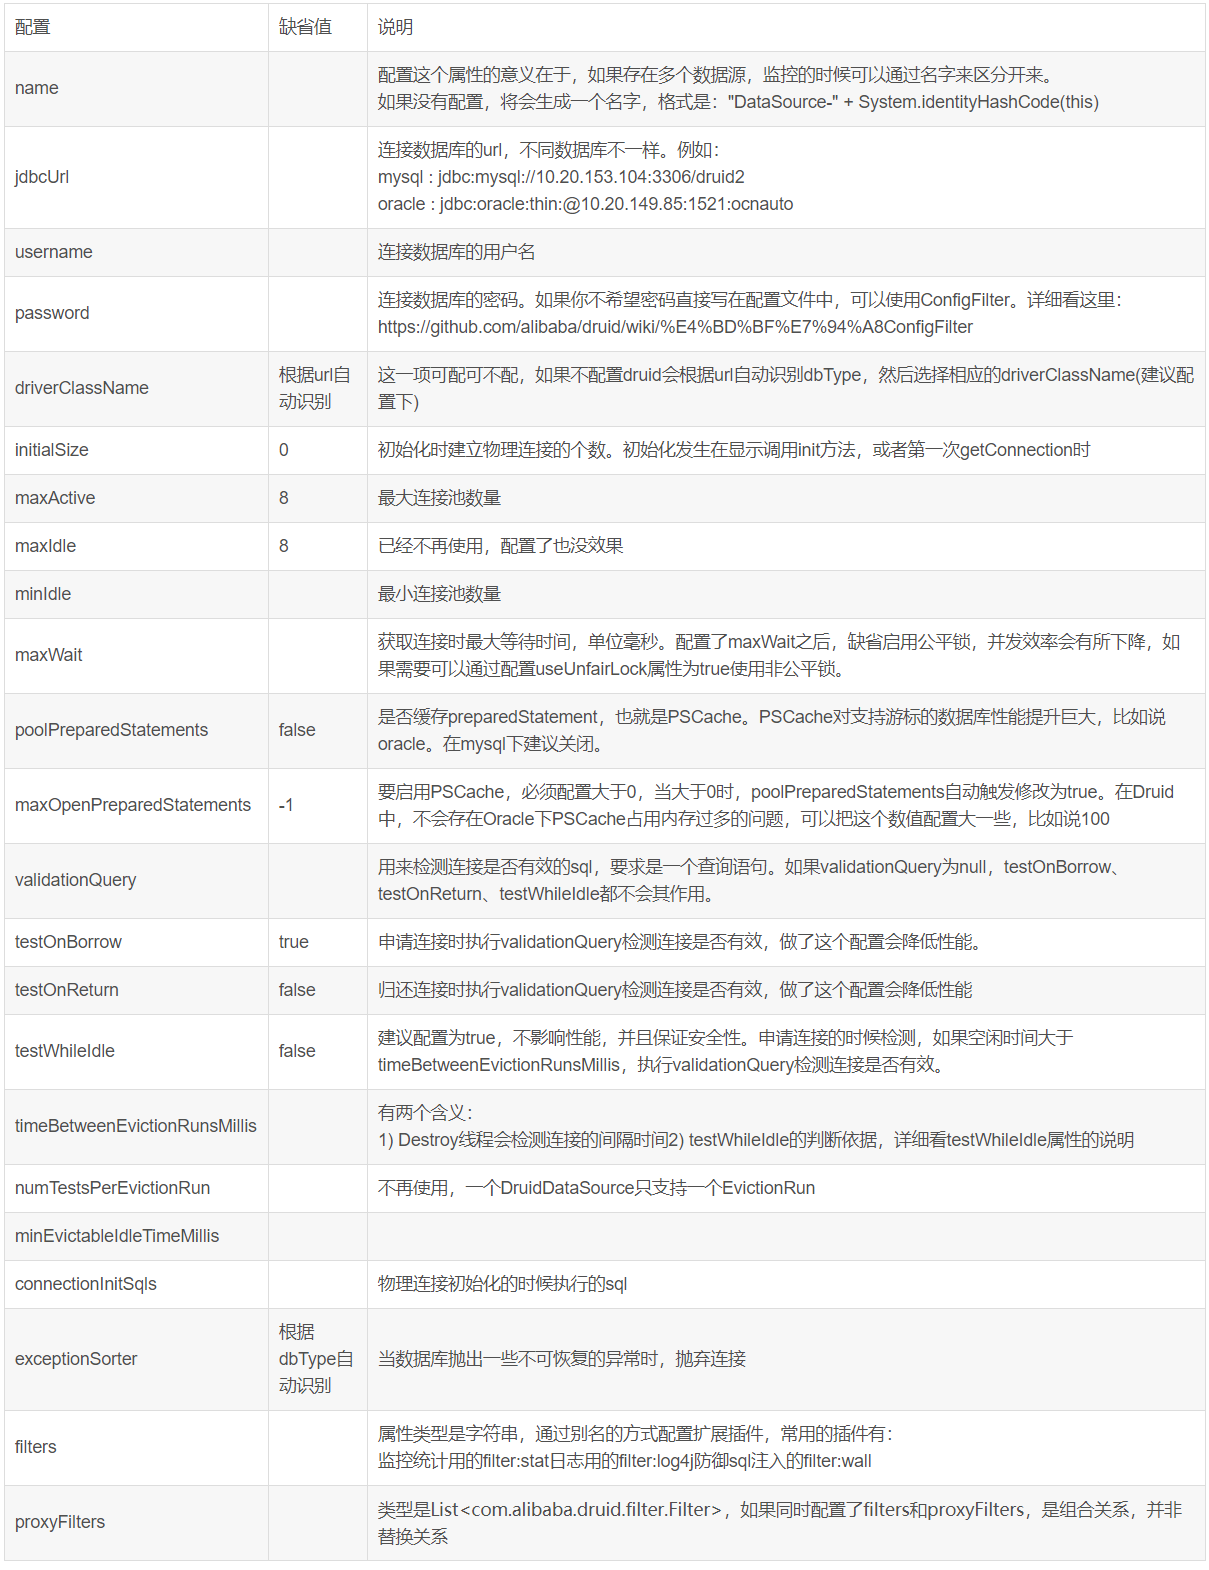 配置 缺省值 说明
name
配置这个属性的意义在于，如果存在多个数据源，监控的时候可以通过名字来区分开来。
如果没有配置，将会生成一个名字，格式是："DataSource-" + System.identityHashCode(this)
jdbcUrl
连接数据库的url，不同数据库不一样。例如：
mysql : jdbc:mysql://10.20.153.104:3306/druid2
oracle : jdbc:oracle:thin:@10.20.149.85:1521:ocnauto
username 连接数据库的用户名
password
连接数据库的密码。如果你不希望密码直接写在配置文件中，可以使用ConfigFilter。详细看这里：
https://github.com/alibaba/druid/wiki/%E4%BD%BF%E7%94%A8ConfigFilter
driverClassName
根据url自
动识别
这一项可配可不配，如果不配置druid会根据url自动识别dbType，然后选择相应的driverClassName(建议配
置下)
initialSize 0 初始化时建立物理连接的个数。初始化发生在显示调用init方法，或者第一次getConnection时
maxActive 8 最大连接池数量
maxIdle 8 已经不再使用，配置了也没效果
minIdle 最小连接池数量
maxWait
获取连接时最大等待时间，单位毫秒。配置了maxWait之后，缺省启用公平锁，并发效率会有所下降，如
果需要可以通过配置useUnfairLock属性为true使用非公平锁。
poolPreparedStatements false
是否缓存preparedStatement，也就是PSCache。PSCache对支持游标的数据库性能提升巨大，比如说
oracle。在mysql下建议关闭。
maxOpenPreparedStatements -1
要启用PSCache，必须配置大于0，当大于0时，poolPreparedStatements自动触发修改为true。在Druid
中，不会存在Oracle下PSCache占用内存过多的问题，可以把这个数值配置大一些，比如说100
validationQuery
用来检测连接是否有效的sql，要求是一个查询语句。如果validationQuery为null，testOnBorrow、
testOnReturn、testWhileIdle都不会其作用。
testOnBorrow true 申请连接时执行validationQuery检测连接是否有效，做了这个配置会降低性能。
testOnReturn false 归还连接时执行validationQuery检测连接是否有效，做了这个配置会降低性能
testWhileIdle false
建议配置为true，不影响性能，并且保证安全性。申请连接的时候检测，如果空闲时间大于
timeBetweenEvictionRunsMillis，执行validationQuery检测连接是否有效。
timeBetweenEvictionRunsMillis
有两个含义：
1) Destroy线程会检测连接的间隔时间2) testWhileIdle的判断依据，详细看testWhileIdle属性的说明
numTestsPerEvictionRun 不再使用，一个DruidDataSource只支持一个EvictionRun
minEvictableIdleTimeMillis
connectionInitSqls 物理连接初始化的时候执行的sql
exceptionSorter
根据
dbType自
动识别
当数据库抛出一些不可恢复的异常时，抛弃连接
filters
属性类型是字符串，通过别名的方式配置扩展插件，常用的插件有：
监控统计用的filter:stat日志用的filter:log4j防御sql注入的filter:wall
proxyFilters
类型是List<com.alibaba.druid.filter.Filter>，如果同时配置了filters和proxyFilters，是组合关系，并非
替换关系